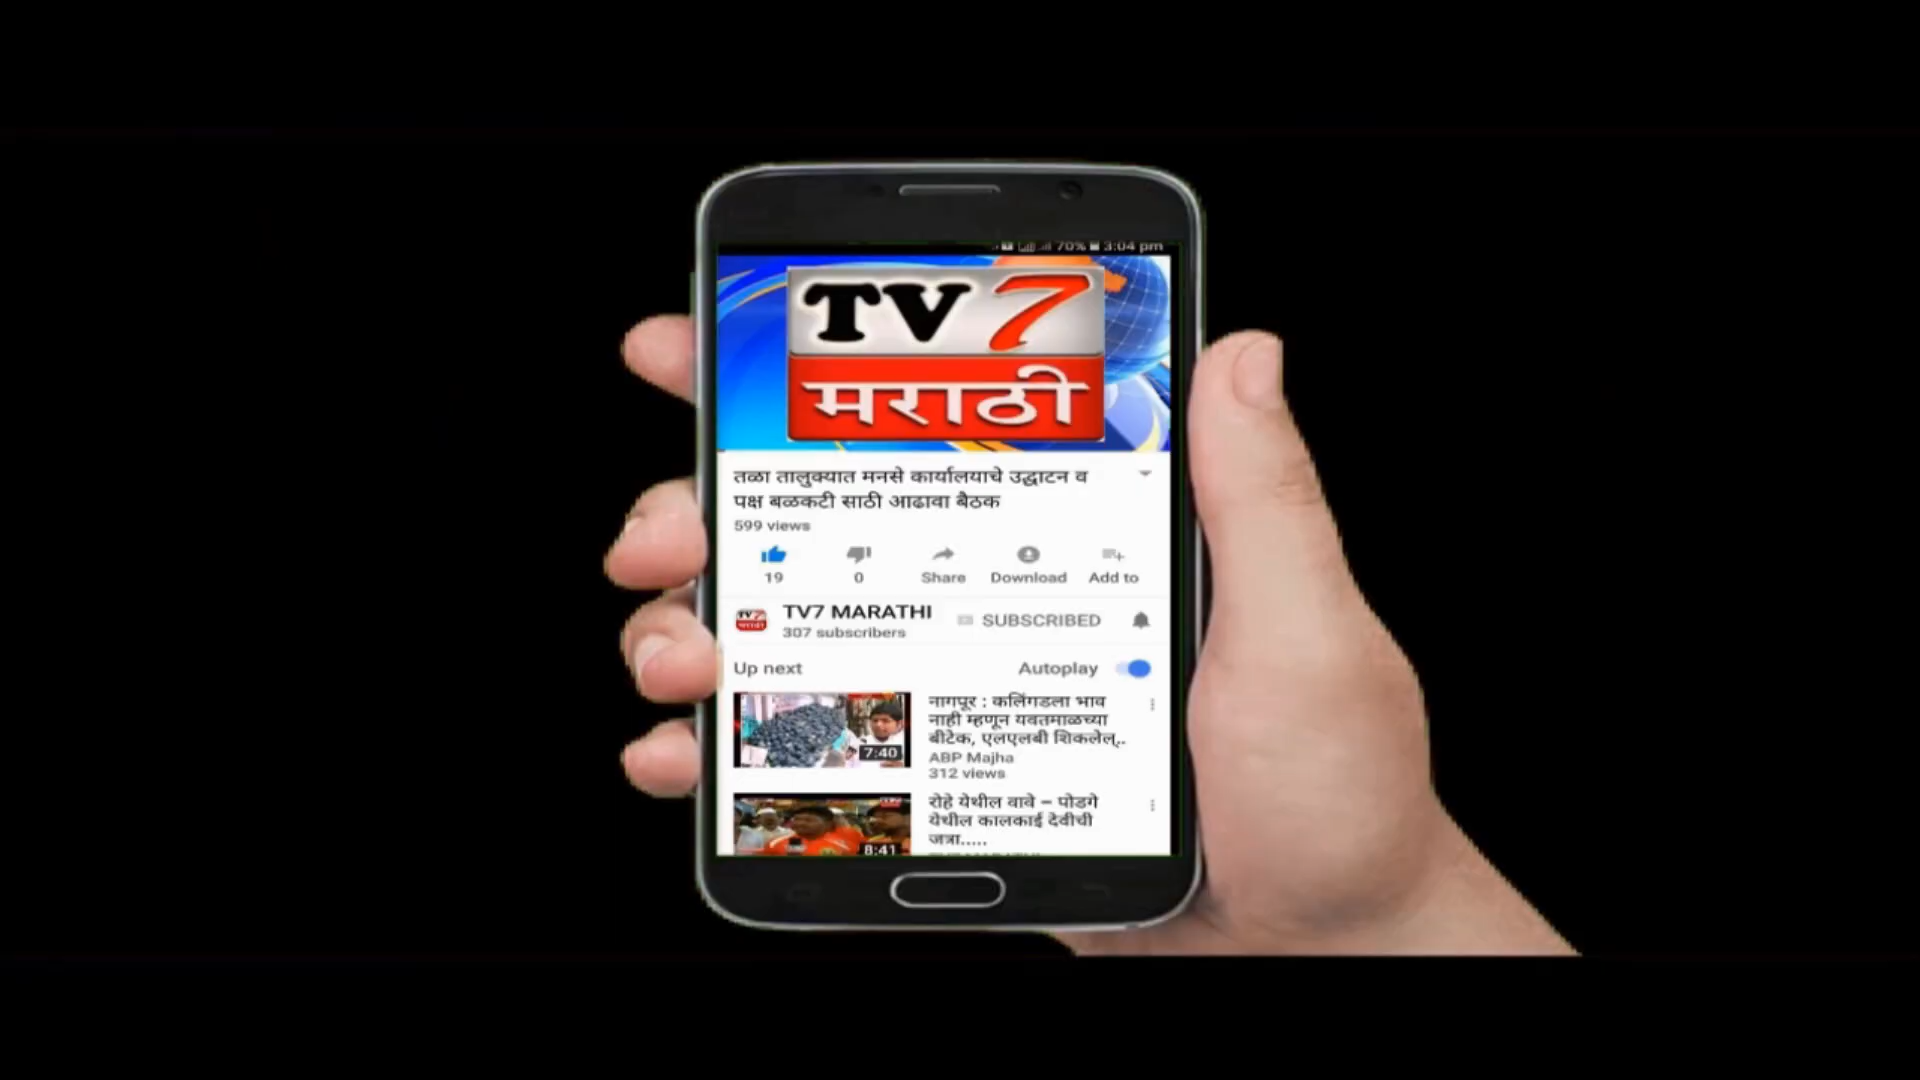 70% 3:04 pm
TV 7
मराठी
तळा तालुक्यात मनसे कार्यालयाचे उद्घाटन व
पक्ष बळकटी साठी आढावा बैठक
599 views
19
0
Share
Download
Add to
TV7 MARATHI
307 subscribers
SUBSCRIBED
Up next
Autoplay
नागपूर : कलिंगडला भाव
नाही म्हणून यवतमाळच्या
बीटेक, एलएलबी शिकलेल्..
ABP Majha
312 views
7:40
रोहे येथील वावे – पोडगे
येथील कालकाई देवीची
जत्रा.....
8:41